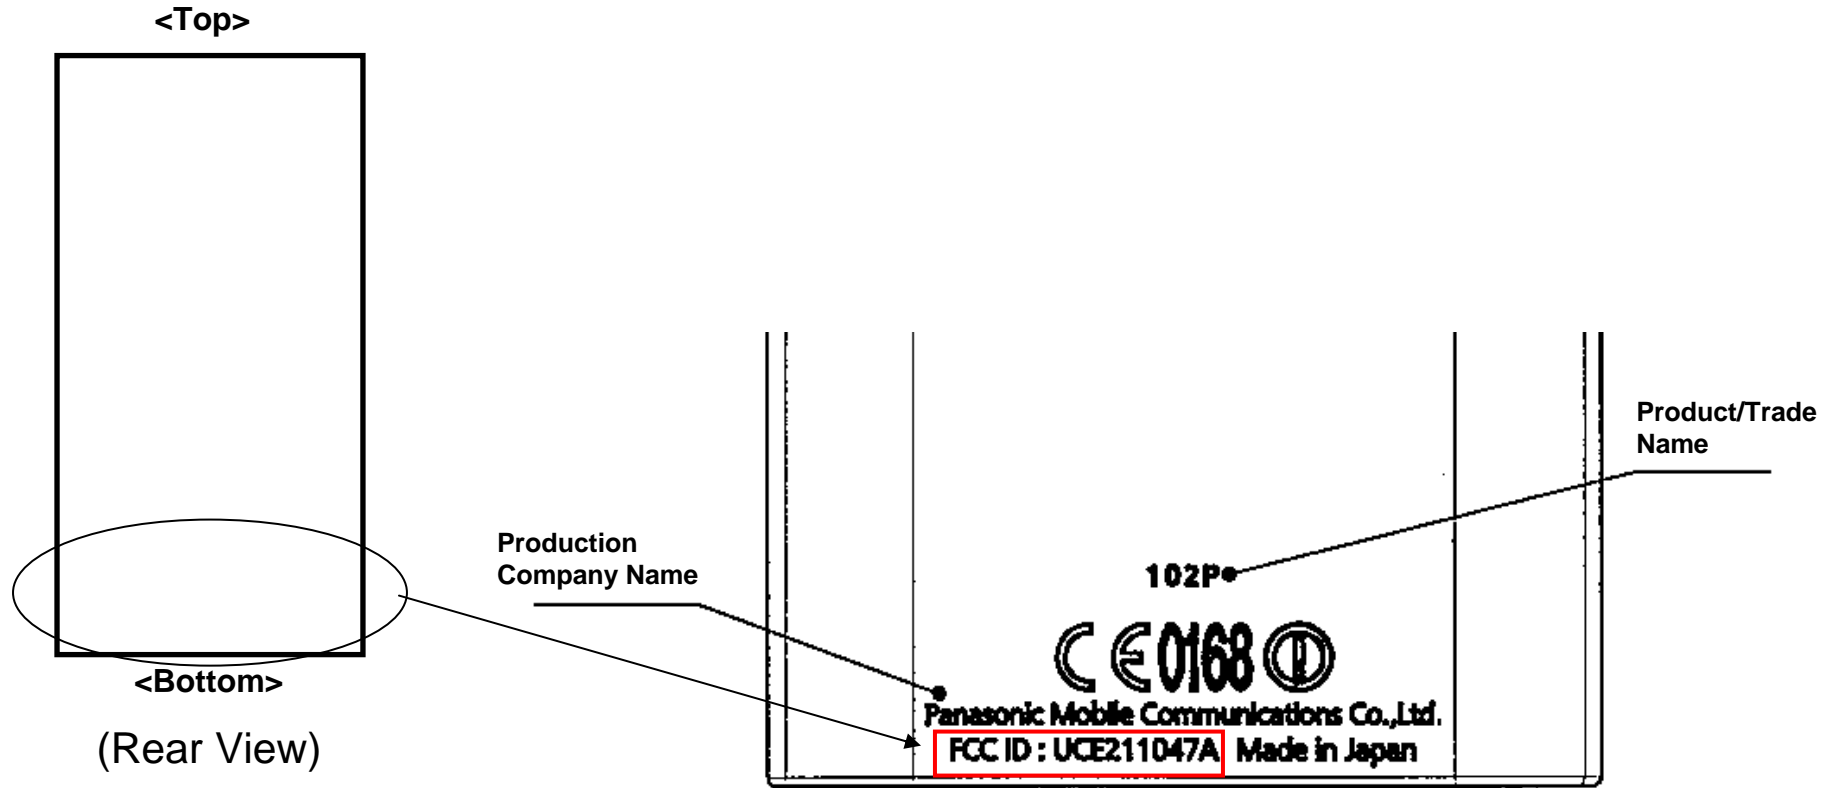 <Top>
<Bottom>
(Rear View)
Production
Company Name
Product/Trade
Name
102P
CE0168
Panasonic Mobile Communications Co.,Ltd.
FCC ID : UCE211047A Made in Japan